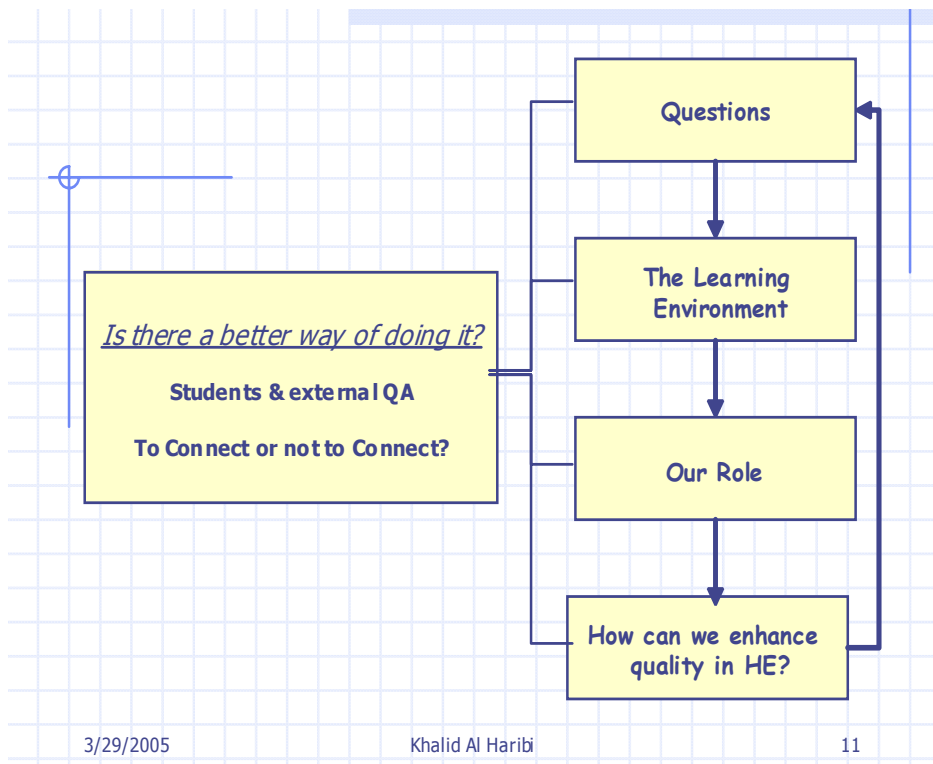 Questions
The Learning
Environment
Is there a better way of doing it?
Students & external QA
To Connect or not to Connect?
Our Role
How can we enhance
quality in HE?
3/29/2005
Khalid Al Haribi
11